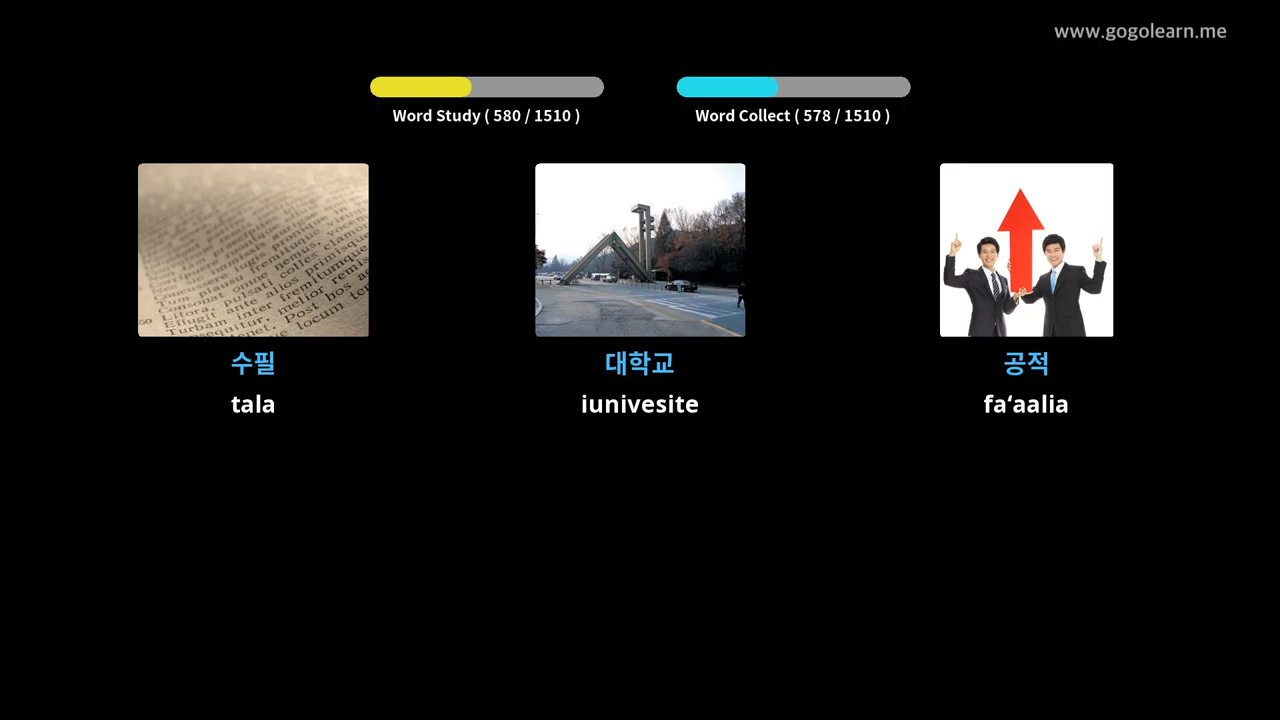 www.gogolearn.me
Word Study ( 580 / 1510 )
Word Collect ( 578 / 1510 )
수필
tala
대학교
iunivesite
공적
fa‘aalia